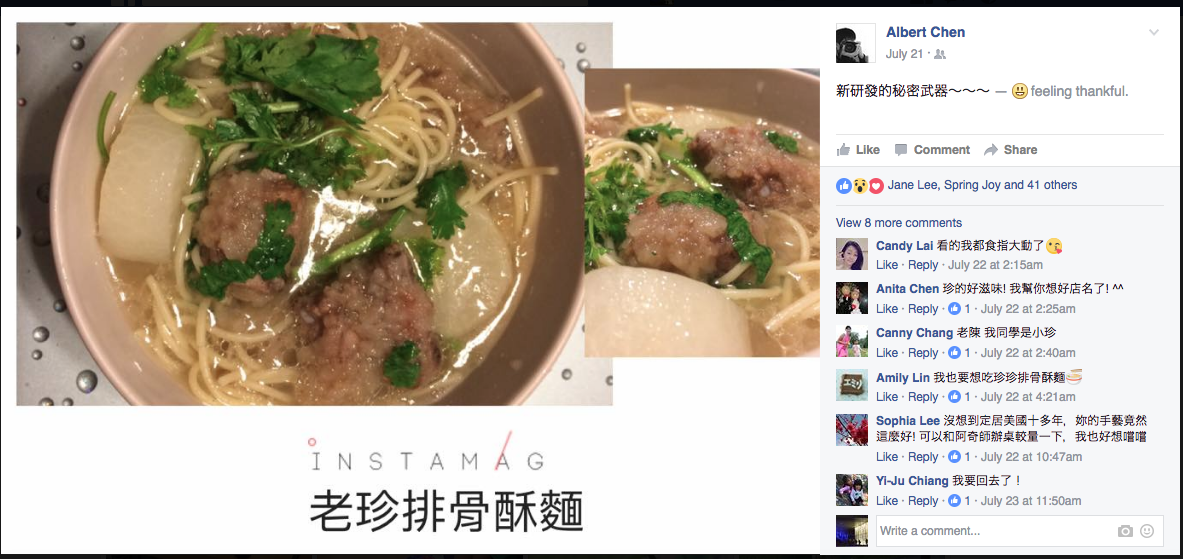 INSTAMAG
老珍排骨酥麵
Albert Chen
July 21 ·
新研發的秘密武器～～～ — 😃 feeling thankful.
Like Comment Share
Jane Lee, Spring Joy and 41 others
View 8 more comments
Candy Lai 看的我都食指大動了😘
Like · Reply · July 22 at 2:15am
Anita Chen 珍的好滋味! 我幫你想好店名了! ^^
Like · Reply · 1 · July 22 at 2:25am
Canny Chang 老陳 我同學是小珍
Like · Reply · 1 · July 22 at 2:40am
エミリ
Amily Lin 我也要想吃珍珍排骨酥麵🍜
Like · Reply · 1 · July 22 at 4:21am
Sophia Lee 沒想到定居美國十多年，妳的手藝竟然
這麼好! 可以和阿奇師辦桌較量一下，我也好想嚐嚐
Like · Reply · 1 · July 22 at 10:47am
Yi-Ju Chiang 我要回去了！
Like · Reply · 1 · July 23 at 11:50am
Write a comment...